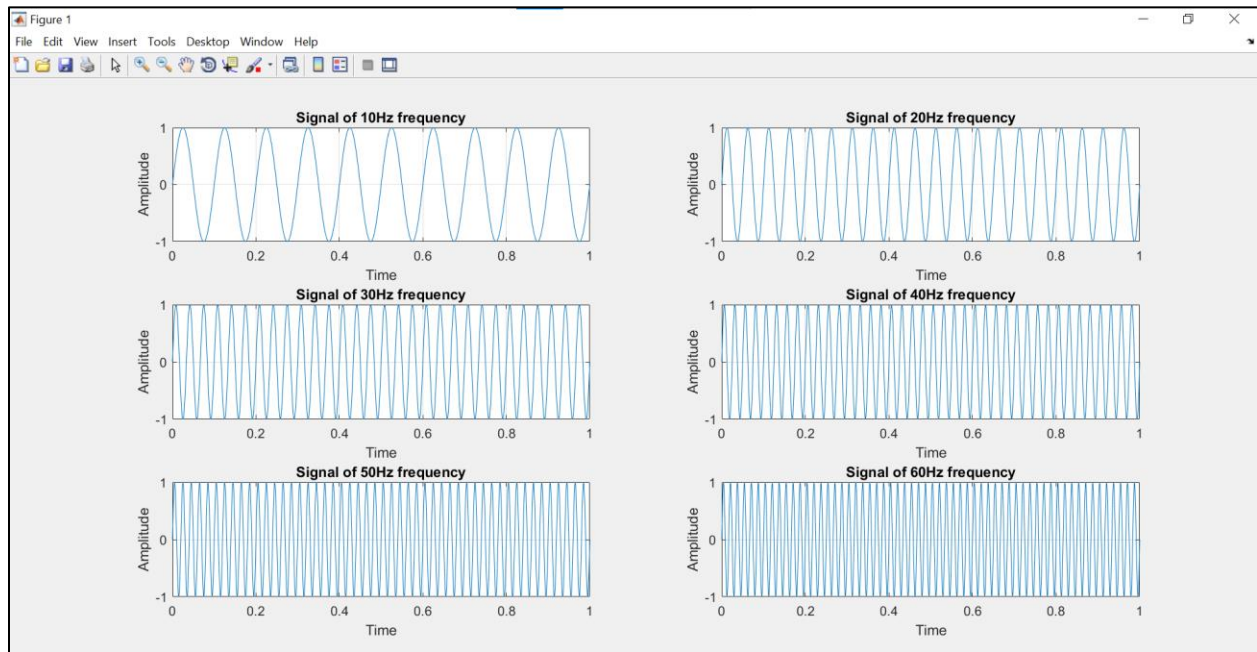 Figure 1
File Edit View Insert Tools Desktop Window Help
Signal of 10Hz frequency
1
0
-1
Amplitude
0 0.2 0.4 0.6 0.8 1
Time
Signal of 20Hz frequency
1
0
-1
Amplitude
0 0.2 0.4 0.6 0.8 1
Time
Signal of 30Hz frequency
1
0
-1
Amplitude
0 0.2 0.4 0.6 0.8 1
Time
Signal of 40Hz frequency
1
0
-1
Amplitude
0 0.2 0.4 0.6 0.8 1
Time
Signal of 50Hz frequency
1
0
-1
Amplitude
0 0.2 0.4 0.6 0.8 1
Time
Signal of 60Hz frequency
1
0
-1
Amplitude
0 0.2 0.4 0.6 0.8 1
Time